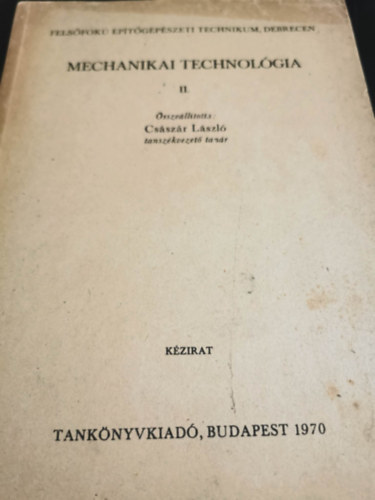 FELSŐFOKÚ ÉPÍTŐGÉPÉSZETI TECHNIKUM, DEBRECEN
MECHANIKAI TECHNOLÓGIA
II.
Összeállította:
Császár László
tanszékvezető tanár
KÉZIRAT
TANKÖNYVKIADÓ, BUDAPEST 1970